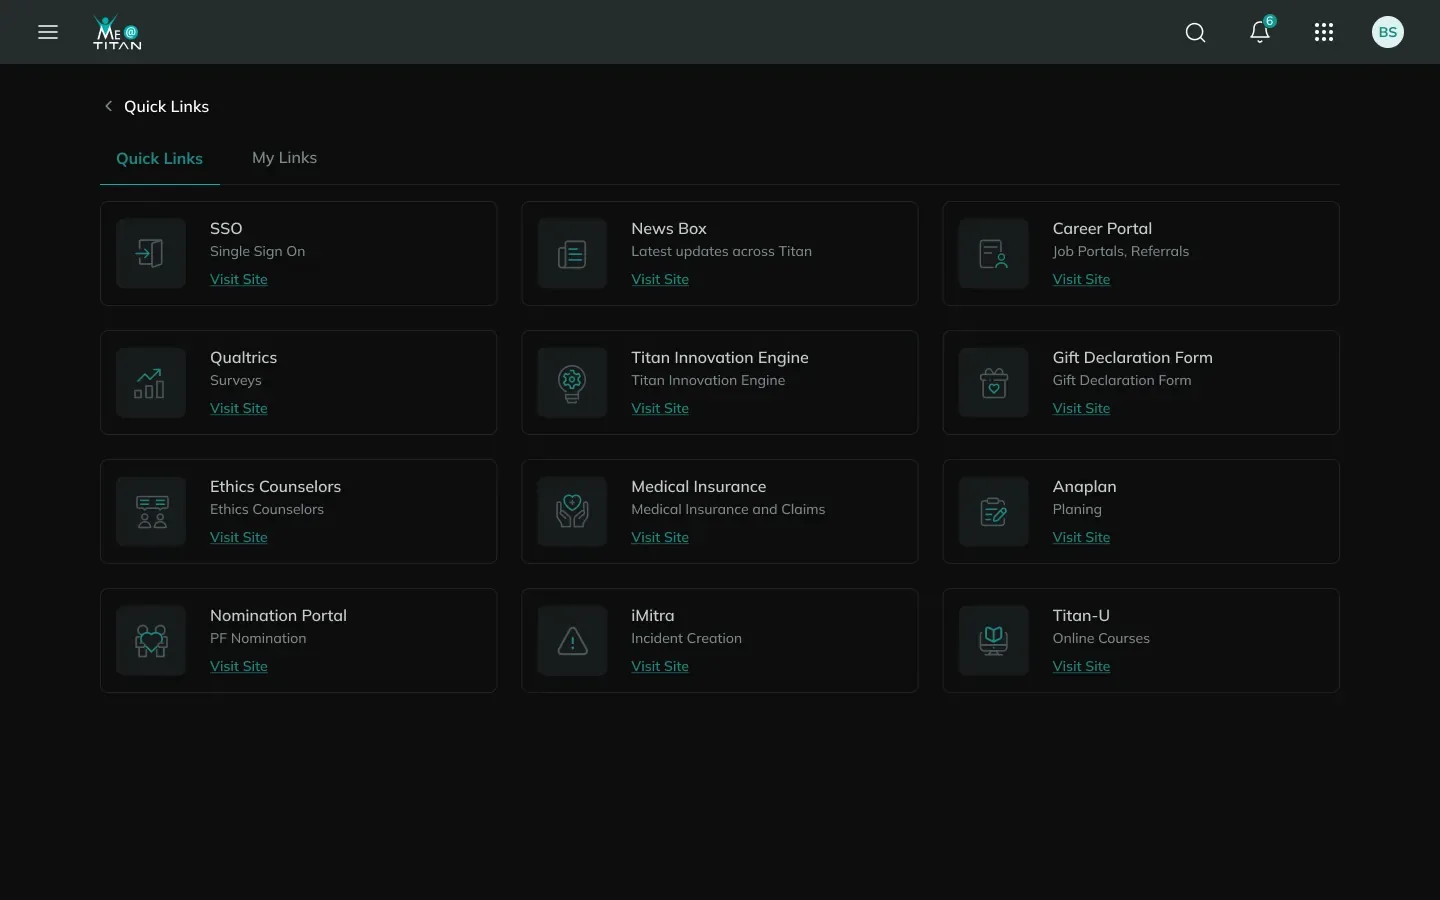 ME @
TITAN
6
BS
Quick Links
Quick Links
My Links
SSO
Single Sign On
Visit Site
News Box
Latest updates across Titan
Visit Site
Career Portal
Job Portals, Referrals
Visit Site
Qualtrics
Surveys
Visit Site
Titan Innovation Engine
Titan Innovation Engine
Visit Site
Gift Declaration Form
Gift Declaration Form
Visit Site
Ethics Counselors
Ethics Counselors
Visit Site
Medical Insurance
Medical Insurance and Claims
Visit Site
Anaplan
Planing
Visit Site
Nomination Portal
PF Nomination
Visit Site
iMitra
Incident Creation
Visit Site
Titan-U
Online Courses
Visit Site